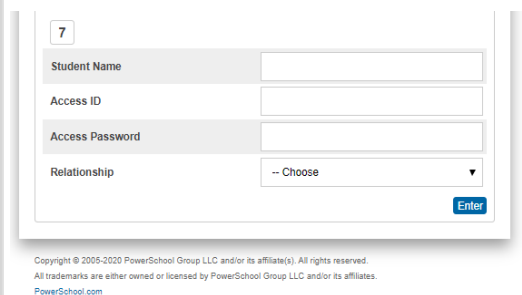 7
Student Name
Access ID
Access Password
Relationship -- Choose
Enter
Copyright © 2005-2020 PowerSchool Group LLC and/or its affiliate(s). All rights reserved.
All trademarks are either owned or licensed by PowerSchool Group LLC and/or its affiliates.
PowerSchool.com